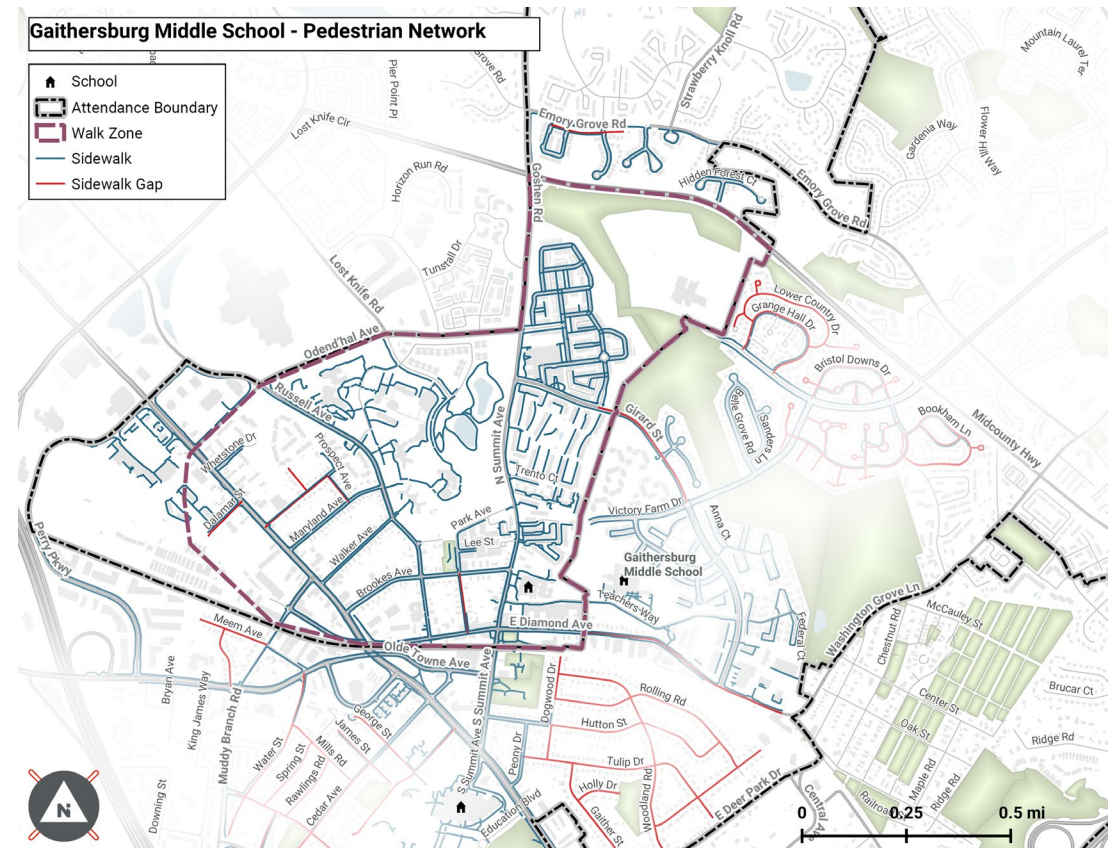 Gaithersburg Middle School - Pedestrian Network
School
Attendance Boundary
Walk Zone
Sidewalk
Sidewalk Gap
Grove Rd
Strawberry Knoll Rd
Mountain Laurel Ter
Pier Point Pl
Lost Knife Cir
Emory Grove Rd
Gardenia Way
Flower Hill Way
Horizon Run Rd
Goshen Rd
Hidden Forest Ct
Emory Grove Rd
Tunstall Dr
Lost Knife Rd
Lower Country Dr
Grange Hall Dr
Odend'hal Ave
Bristol Downs Dr
Russell Ave
Girard St
Belle Grove Rd
Sanders Ln
Bookham Ln
Midcounty Hwy
N Summit Ave
Whetstone Dr
Prospect Ave
Trento Ct
Dalamar St
Maryland Ave
Park Ave
Victory Farm Dr
Anna Ct
Walker Ave
Lee St
Perry Pkwy
Gaithersburg
Middle School
Brookes Ave
Teachers Way
Washington Grove Ln
McCauley St
Chestnut Rd
Meem Ave
E Diamond Ave
Federal Ct
Olde Towne Ave
Bryan Ave
King James Way
Muddy Branch Rd
S Summit Ave
Dogwood Dr
Rolling Rd
Center St
Brucar Ct
Oak St
George St
James St
Hutton St
Water St
Spring St
Mills Rd
Rawlings Rd
Cedar Ave
Peony Dr
Tulip Dr
Ridge Rd
S Summit Ave
Holly Dr
Woodland Rd
E Deer Park Dr
Maple Rd
Ridge Rd
Downing St
Education Blvd
Gaither St
Central Ave
Railroad
N
0
0.25
0.5 mi